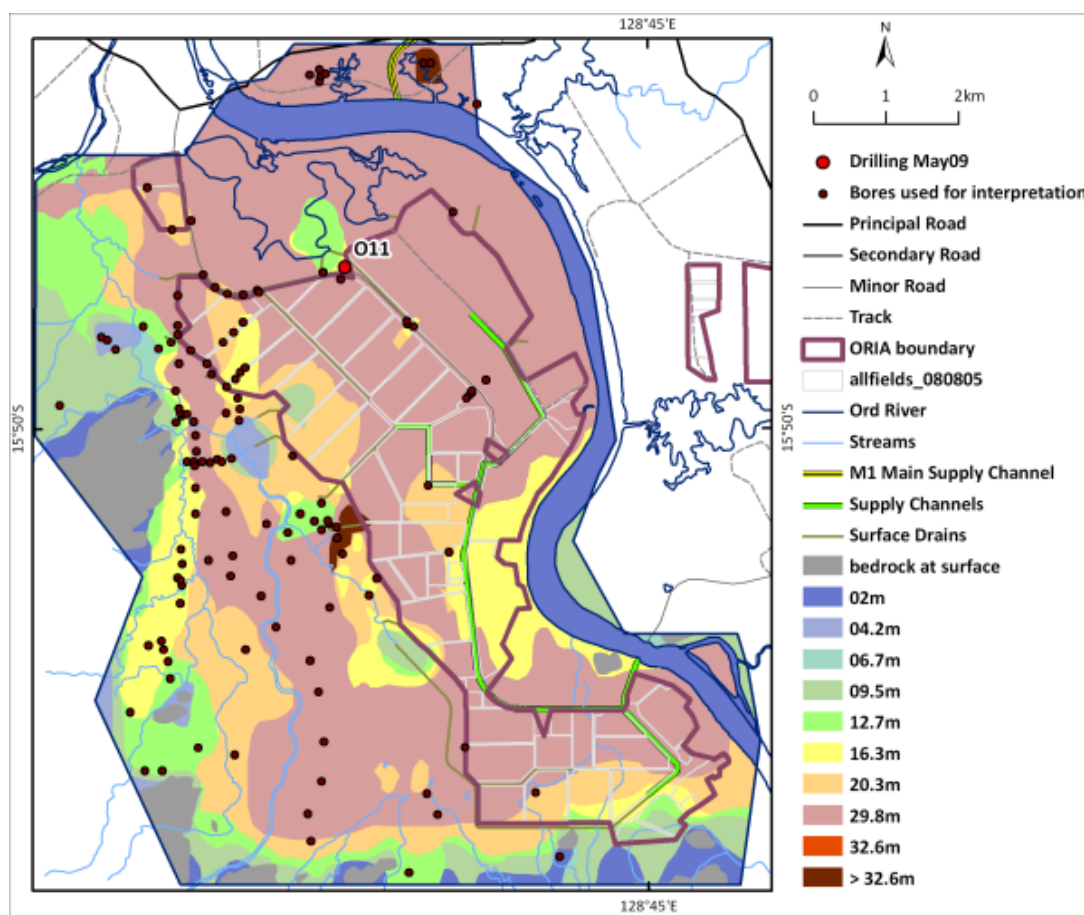 128°45'E
N
0 1 2km
O11
15°50'S
15°50'S
128°45'E
Drilling May09
Bores used for interpretation
Principal Road
Secondary Road
Minor Road
Track
ORIA boundary
allfields_080805
Ord River
Streams
M1 Main Supply Channel
Supply Channels
Surface Drains
bedrock at surface
02m
04.2m
06.7m
09.5m
12.7m
16.3m
20.3m
29.8m
32.6m
> 32.6m